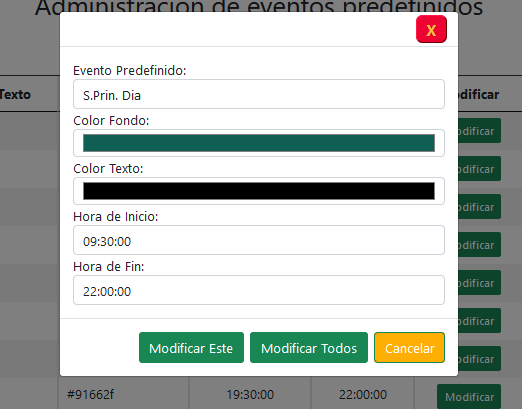 Administración de eventos predefinidos
X
Texto
Modificar
Evento Predefinido:
S.Prin. Dia
Color Fondo:
Color Texto:
Hora de Inicio:
09:30:00
Hora de Fin:
22:00:00
Modificar Este Modificar Todos Cancelar
#91662f 19:30:00 22:00:00 Modificar